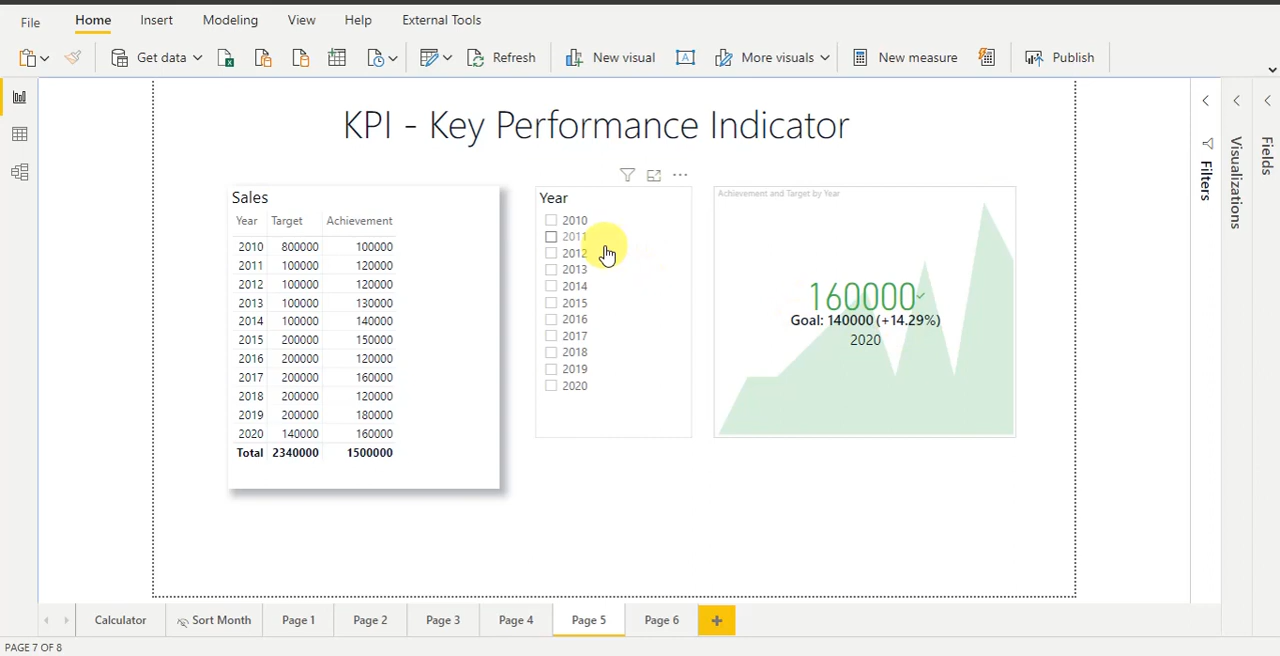 File Home Insert Modeling View Help External Tools
Get data Refresh New visual A More visuals New measure Publish
KPI - Key Performance Indicator
Sales
Year Target Achievement
2010 800000 100000
2011 100000 120000
2012 100000 120000
2013 100000 130000
2014 100000 140000
2015 200000 150000
2016 200000 120000
2017 200000 160000
2018 200000 120000
2019 200000 180000
2020 140000 160000
Total 2340000 1500000
Year
2010
2011
2012
2013
2014
2015
2016
2017
2018
2019
2020
Achievement and Target by Year
160000
Goal: 140000 (+14.29%)
2020
Filters
Visualizations
Fields
Calculator Sort Month Page 1 Page 2 Page 3 Page 4 Page 5 Page 6 +
PAGE 7 OF 8